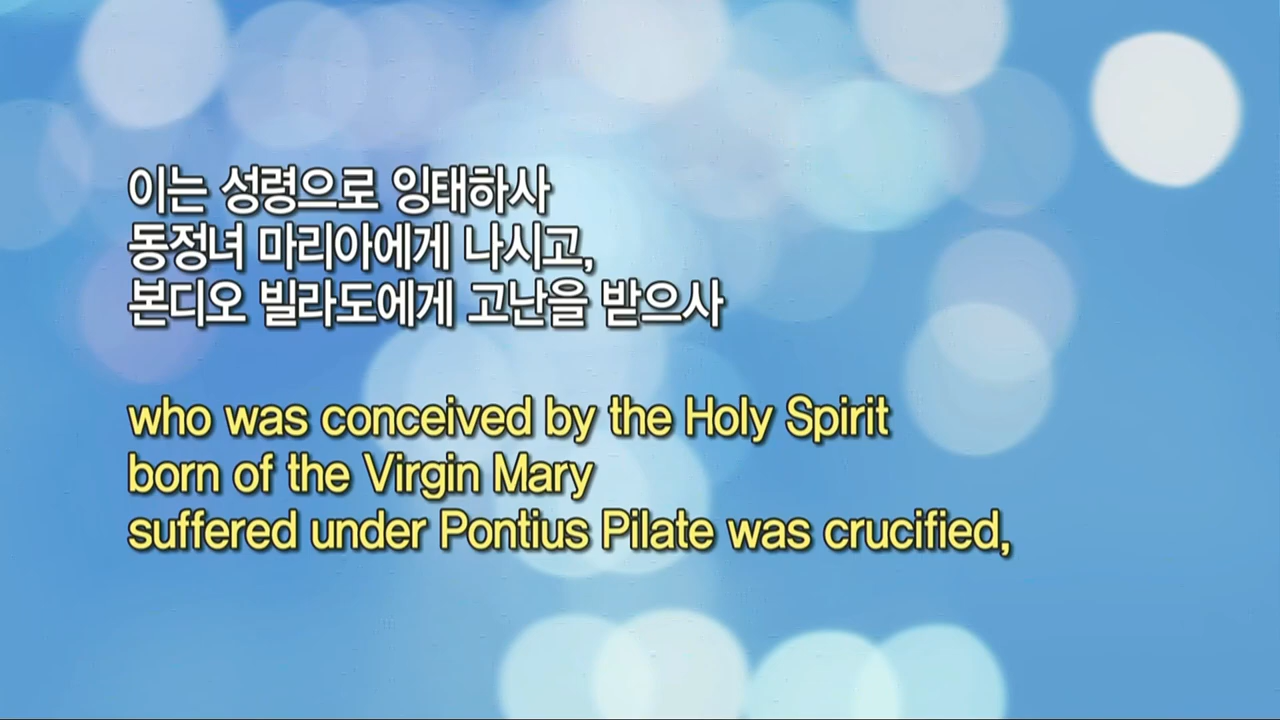 이는 성령으로 잉태하사
동정녀 마리아에게 나시고,
본디오 빌라도에게 고난을 받으사
who was conceived by the Holy Spirit
born of the Virgin Mary
suffered under Pontius Pilate was crucified,